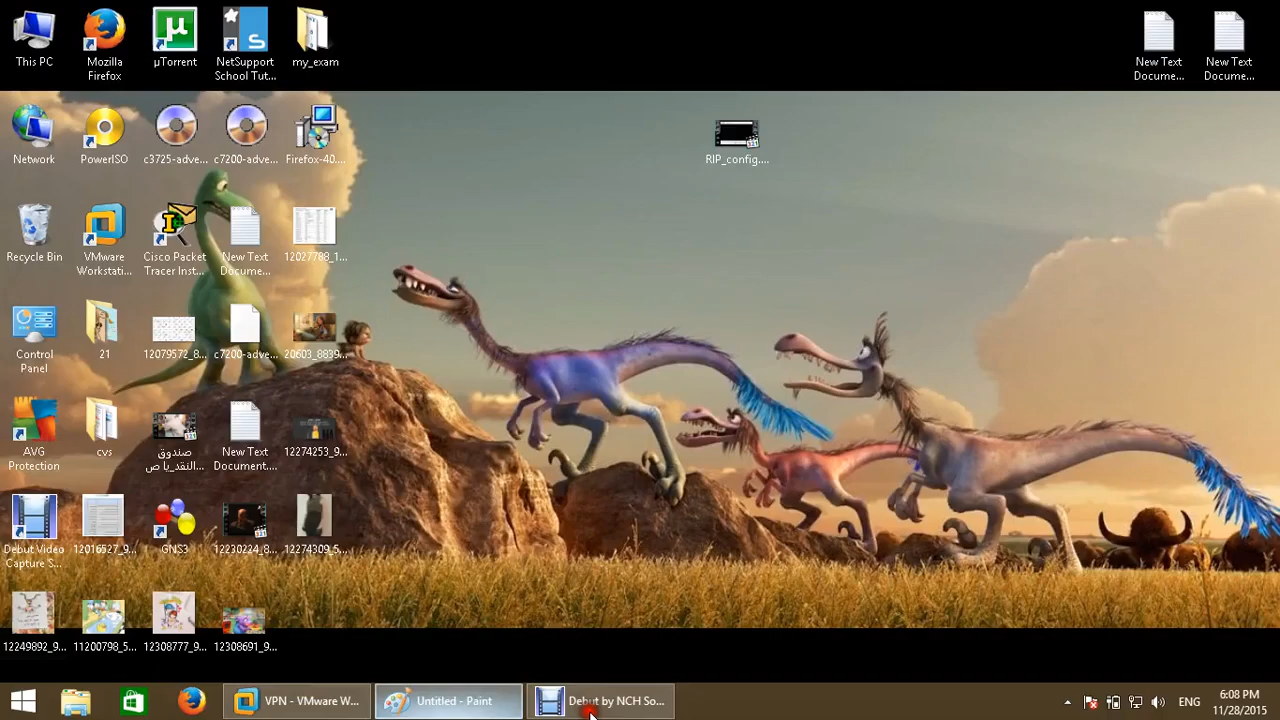 This PC
Mozilla
Firefox
µTorrent
NetSupport
School Tut...
my_exam
New Text
Docume...
New Text
Docume...
Network
PowerISO
c3725-adve...
c7200-adve...
Firefox-40....
RIP_config....
Recycle Bin
VMware
Workstati...
Cisco Packet
Tracer Inst...
New Text
Docume...
12027788_1...
Control
Panel
21
12079572_8...
c7200-adve...
20603_8839...
AVG
Protection
cvs
صندوق
النقد_يا ص...
New Text
Document....
12274253_9...
Debut Video
Capture S...
12016527_9...
GNS3
12230224_8...
12274309_5...
12249892_9...
11200798_5...
12308777_9...
12308691_9...
VPN - VMware W...
Untitled - Paint
Debut by NCH So...
ENG
6:08 PM
11/28/2015